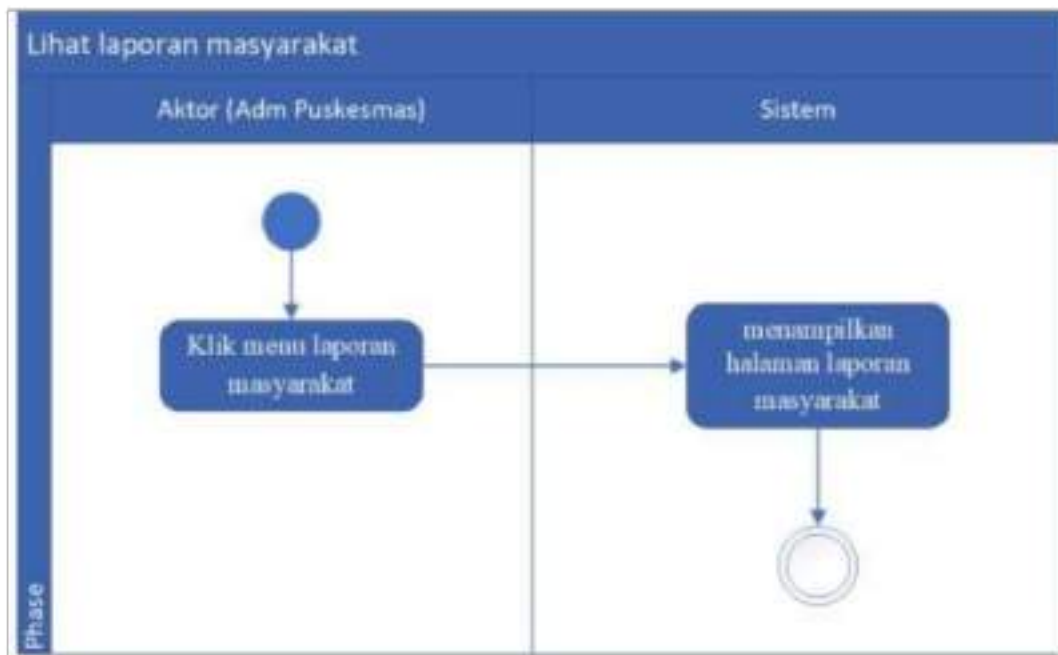 Lihat laporan masyarakat
Aktor (Adm Puskesmas)
Sistem
Klik menu laporan
masyarakat
menampilkan
halaman laporan
masyarakat
Phase